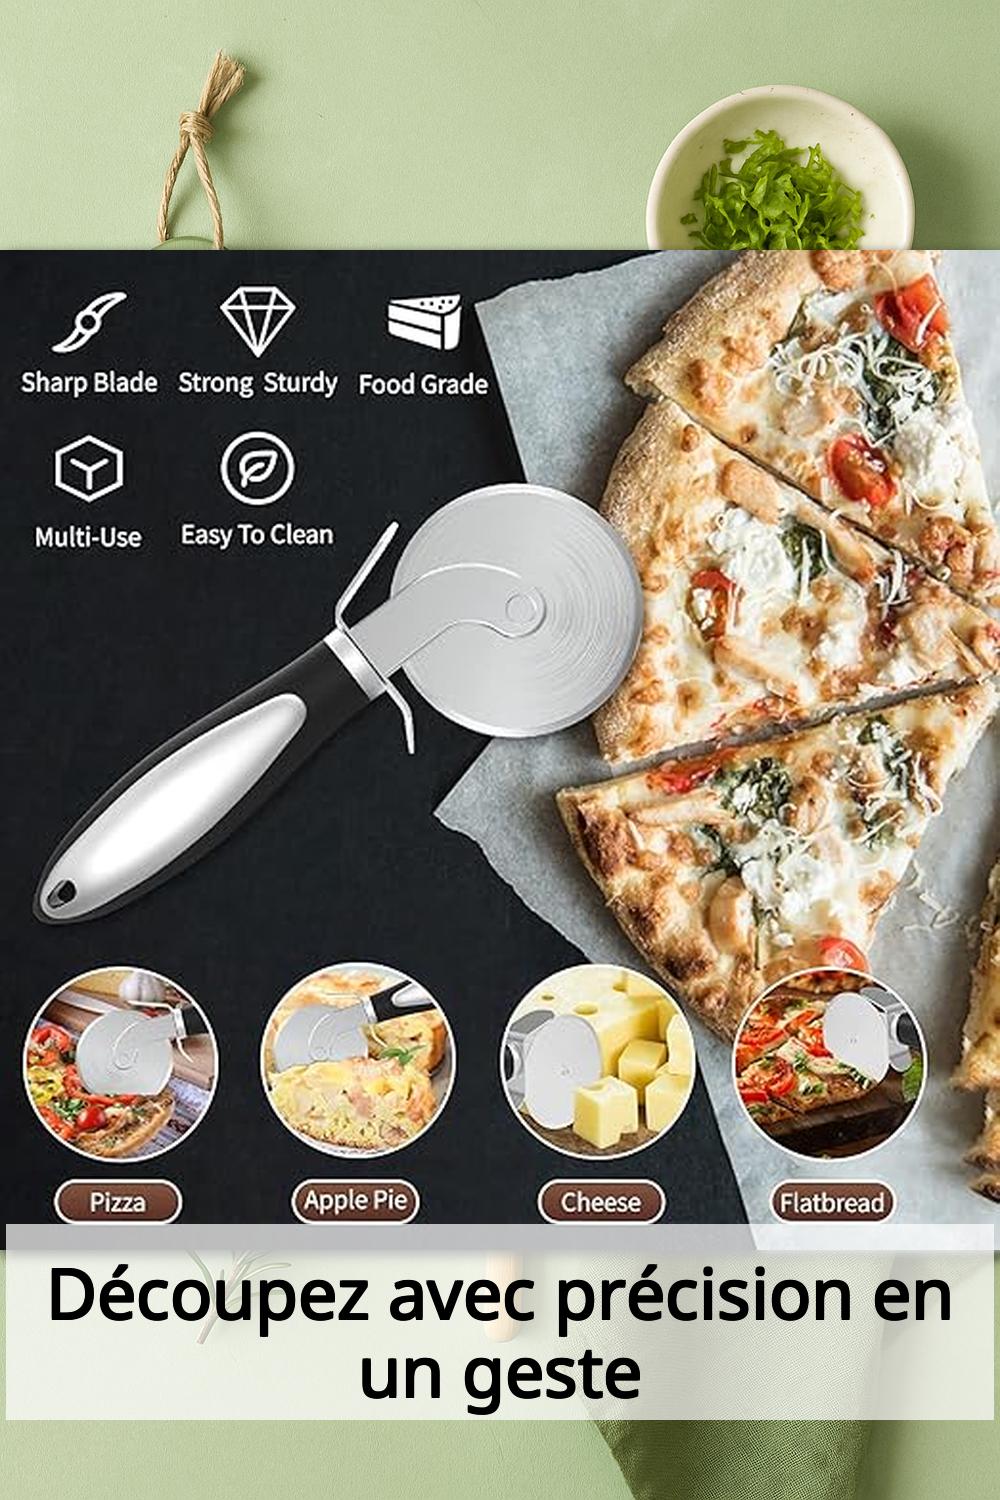 Sharp Blade
Strong Sturdy
Food Grade
Multi-Use
Easy To Clean
Pizza
Apple Pie
Cheese
Flatbread
Découpez avec précision en
un geste